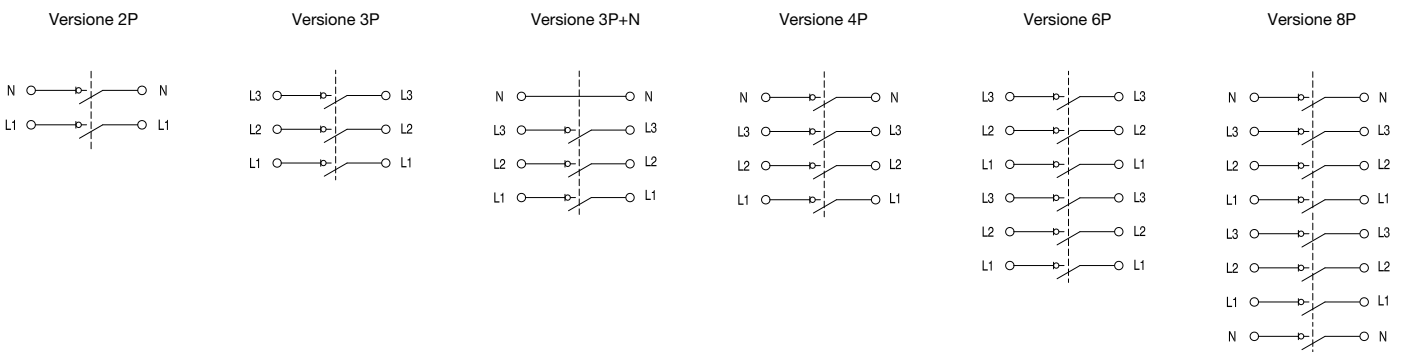 Versione 2P
N N
L1 L1
Versione 3P
L3 L3
L2 L2
L1 L1
Versione 3P+N
N N
L3 L3
L2 L2
L1 L1
Versione 4P
N N
L3 L3
L2 L2
L1 L1
Versione 6P
L3 L3
L2 L2
L1 L1
L3 L3
L2 L2
L1 L1
Versione 8P
N N
L3 L3
L2 L2
L1 L1
L3 L3
L2 L2
L1 L1
N N